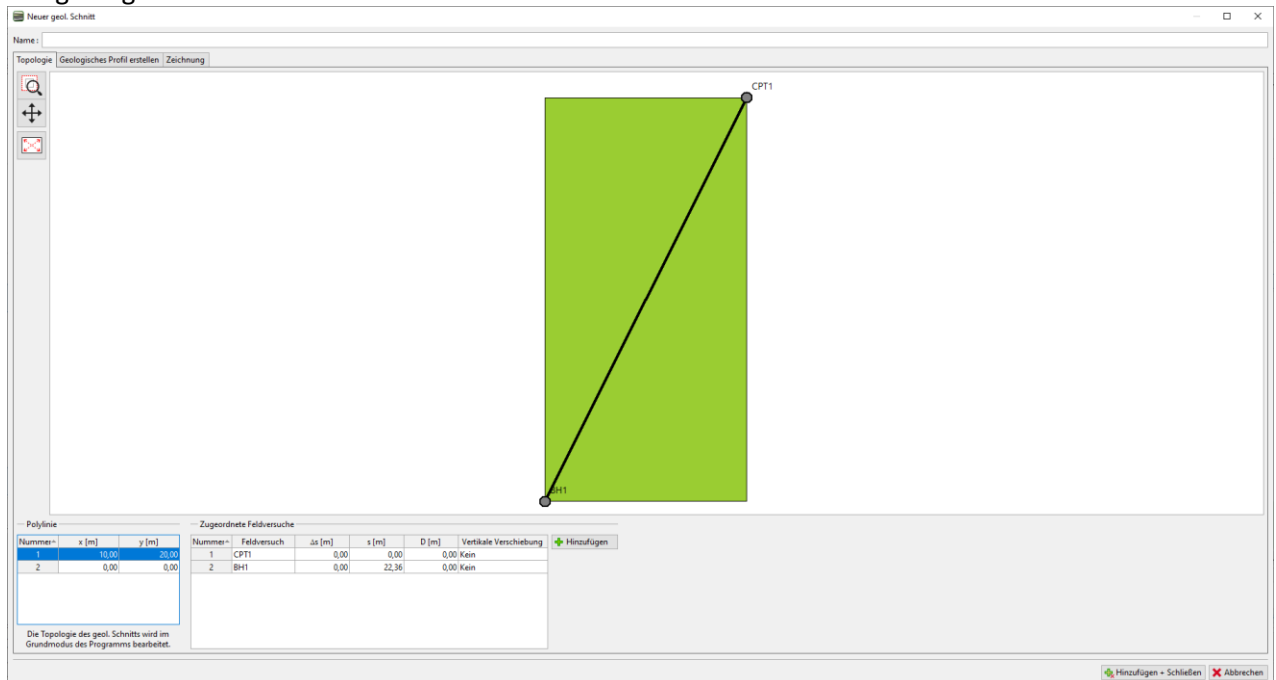 Neuer geol. Schnitt
Name :
Topologie Geologisches Profil erstellen Zeichnung
CPT1
BH1
Polylinie
Zugeordnete Feldversuche
Nummer x [m] y [m]
1 10,00 20,00
2 0,00 0,00
Nummer Feldversuch Δs [m] s [m] D [m] Vertikale Verschiebung
1 CPT1 0,00 0,00 0,00 Kein
2 BH1 0,00 22,36 0,00 Kein
Hinzufügen
Die Topologie des geol. Schnitts wird im
Grundmodus des Programms bearbeitet.
Hinzufügen + Schließen Abbrechen